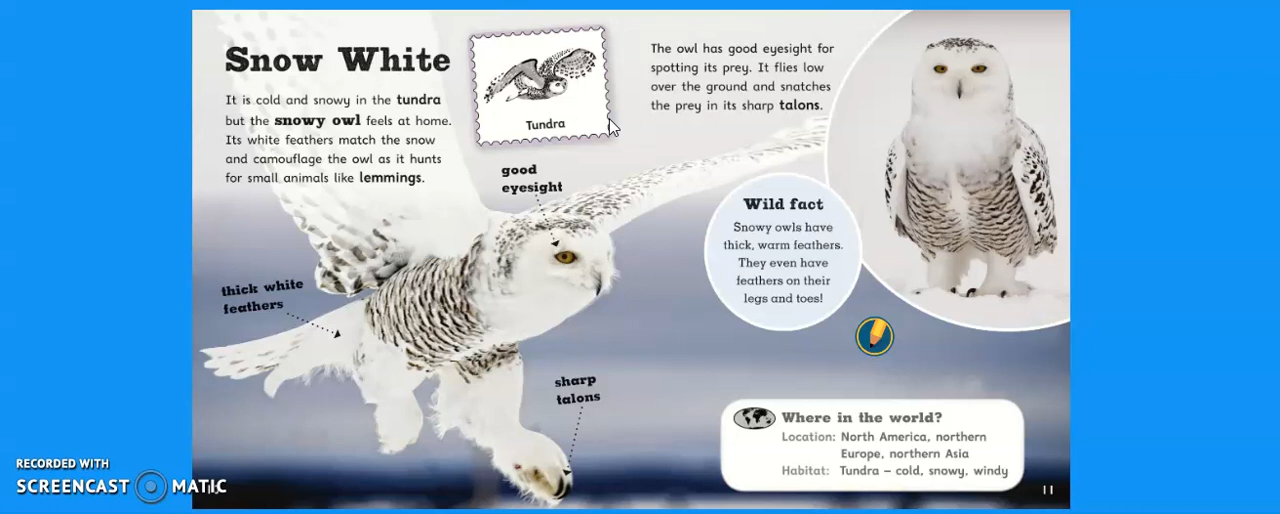 Snow White
It is cold and snowy in the tundra
but the snowy owl feels at home.
Its white feathers match the snow
and camouflage the owl as it hunts
for small animals like lemmings.
Tundra
The owl has good eyesight for
spotting its prey. It flies low
over the ground and snatches
the prey in its sharp talons.
good
eyesight
thick white
feathers
sharp
talons
Wild fact
Snowy owls have
thick, warm feathers.
They even have
feathers on their
legs and toes!
Where in the world?
Location: North America, northern
Europe, northern Asia
Habitat: Tundra – cold, snowy, windy
11
RECORDED WITH
SCREENCAST MATIC